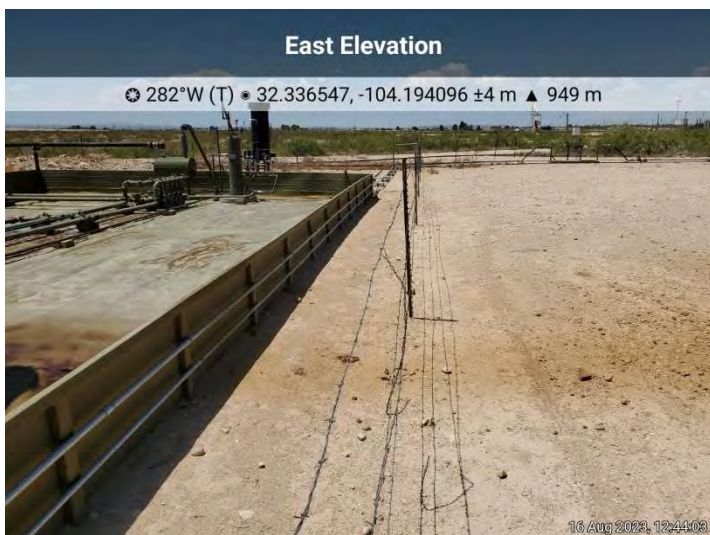 East Elevation
282°W (T) ● 32.336547, -104.194096 ±4 m ▲ 949 m
16 Aug 2023, 12:44:03